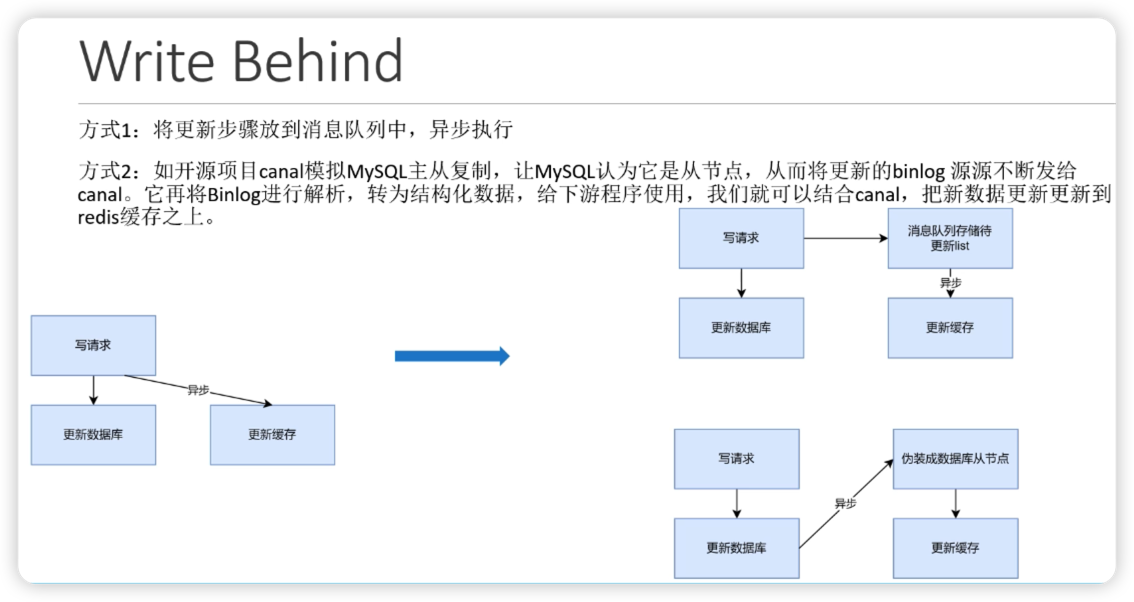 Write Behind
方式1：将更新步骤放到消息队列中，异步执行
方式2：如开源项目canal模拟MySQL主从复制，让MySQL认为它是从节点，从而将更新的binlog 源源不断发给
canal。它再将Binlog进行解析，转为结构化数据，给下游程序使用，我们就可以结合canal，把新数据更新更新到
redis缓存之上。
写请求
异步
更新数据库
更新缓存
写请求
消息队列存储待
更新list
异步
更新数据库
更新缓存
写请求
伪装成数据库从节点
异步
更新数据库
更新缓存